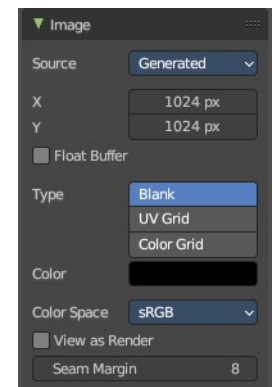 Image
Source Generated
X 1024 px
Y 1024 px
Float Buffer
Type Blank
UV Grid
Color Grid
Color
Color Space sRGB
View as Render
Seam Margin 8